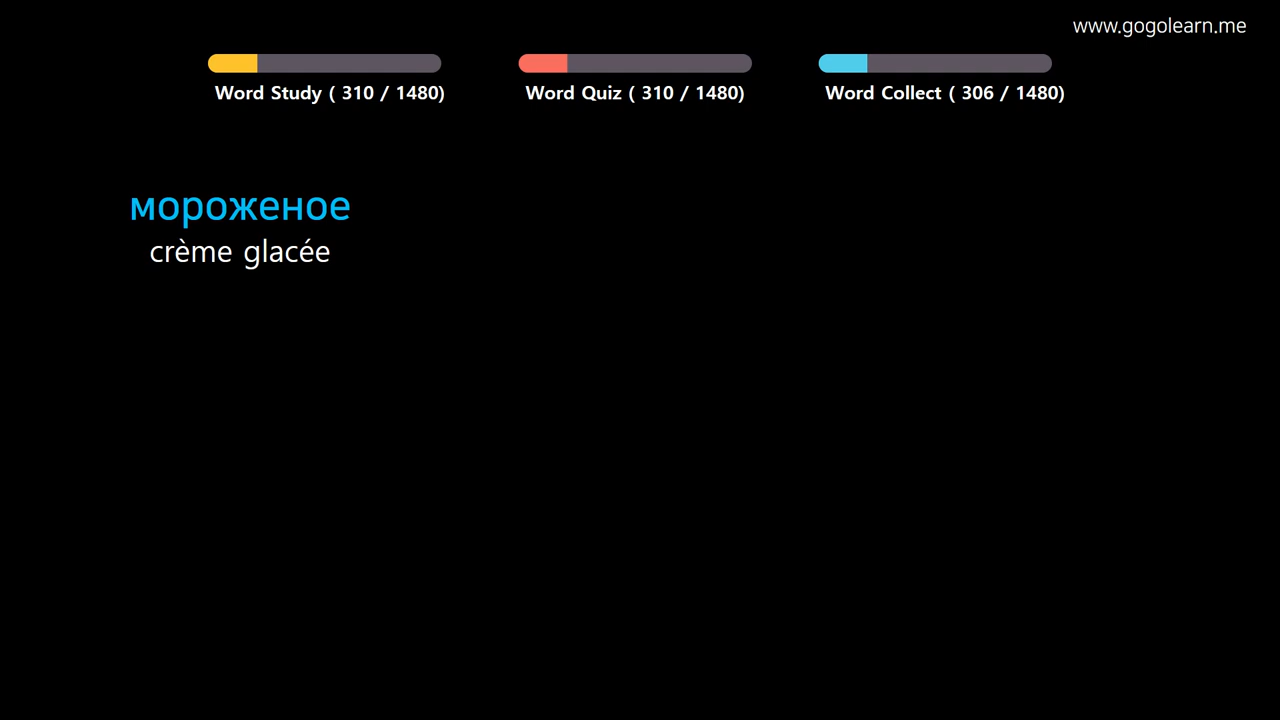 www.gogolearn.me
Word Study ( 310 / 1480)
Word Quiz ( 310 / 1480)
Word Collect ( 306 / 1480)
мороженое
crème glacée